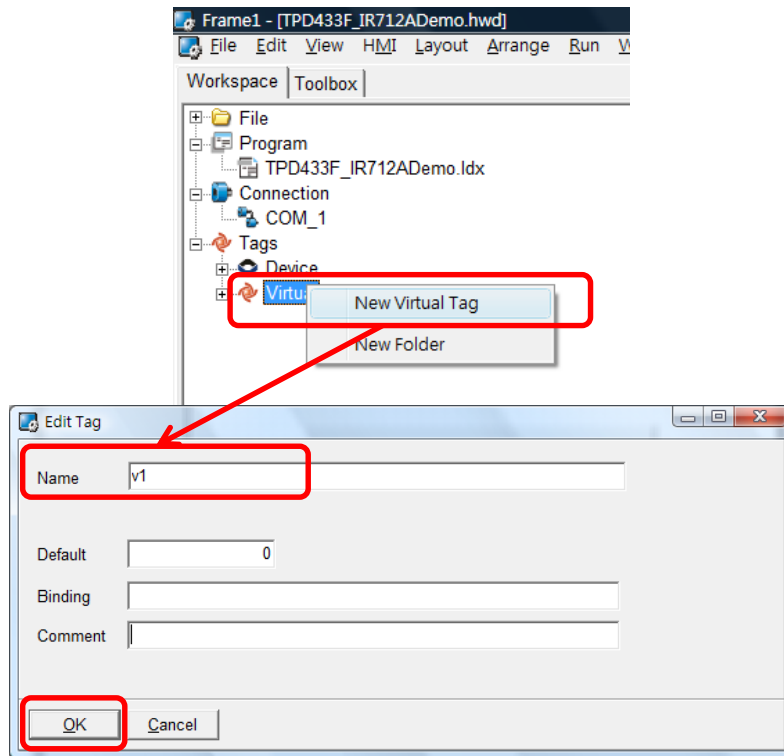 Frame1 - [TPD433F_IR712ADemo.hwd]
File Edit View HMI Layout Arrange Run
Workspace Toolbox
File
Program
TPD433F_IR712ADemo.ldx
Connection
COM_1
Tags
Device
New Virtual Tag
New Folder
Edit Tag
Name v1
Default 0
Binding
Comment
OK Cancel